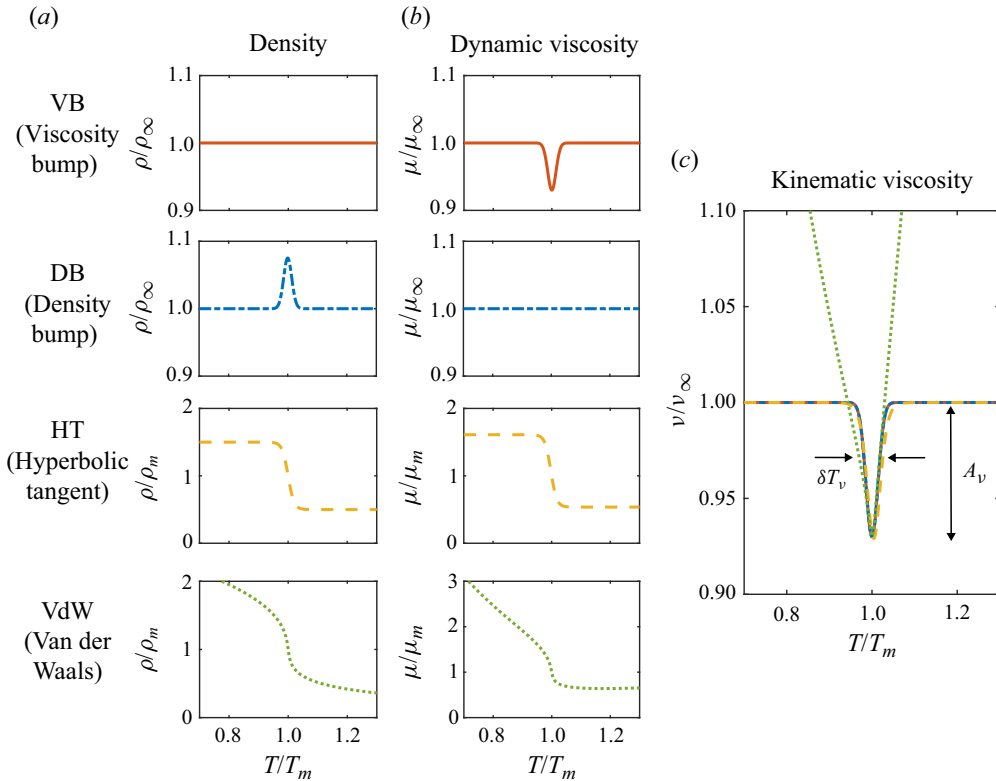 (a)
(b)
Density
Dynamic viscosity
VB
(Viscosity
bump)
ρ/ρ∞
1.1
1.0
0.9
μ/μ∞
1.1
1.0
0.9
DB
(Density
bump)
ρ/ρ∞
1.1
1.0
0.9
μ/μ∞
1.1
1.0
0.9
HT
(Hyperbolic
tangent)
ρ/ρm
2
1
0
μ/μm
2
1
0
VdW
(Van der
Waals)
ρ/ρm
2
1
0
0.8 1.0 1.2
T/Tm
μ/μm
3
2
1
0
0.8 1.0 1.2
T/Tm
(c)
Kinematic viscosity
ν/ν∞
1.10
1.05
1.00
0.95
0.90
δTν
Aν
0.8 1.0 1.2
T/Tm